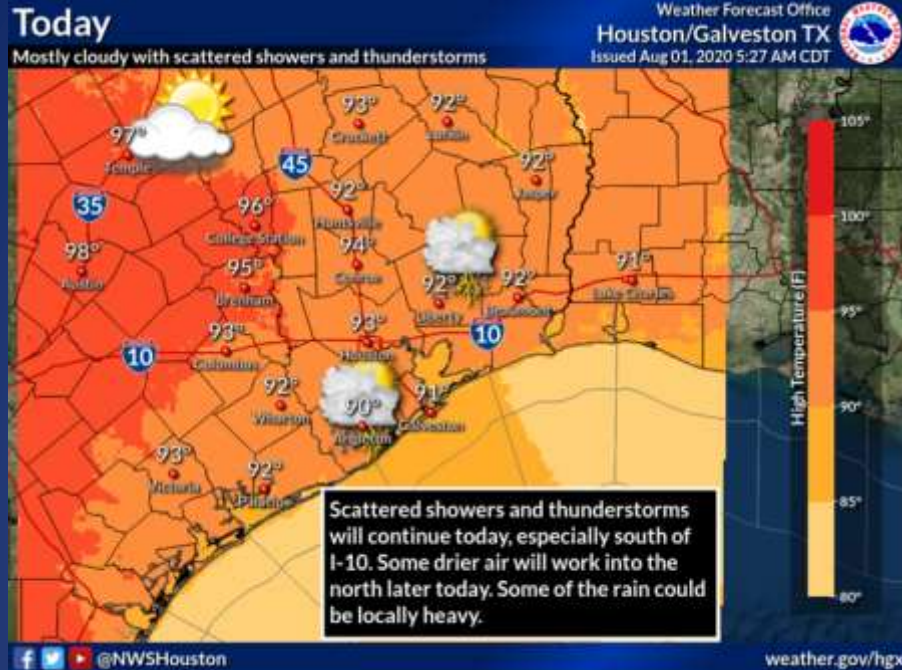 Today
Mostly cloudy with scattered showers and thunderstorms
Weather Forecast Office
Houston/Galveston TX
Issued Aug 01, 2020 5:27 AM CDT
97°
Temple
93°
Crockett
92°
Lufkin
45
92°
Jasper
35
96°
College Station
92°
Huntsville
98°
Austin
95°
Brenham
94°
Conroe
92°
Liberty
92°
Beaumont
91°
Lake Charles
10
93°
Columbus
93°
Houston
10
92°
Wharton
90°
Angleton
91°
Galveston
93°
Victoria
92°
Palacios
105°
100°
95°
90°
85°
80°
High Temperature (F)
Scattered showers and thunderstorms
will continue today, especially south of
I-10. Some drier air will work into the
north later today. Some of the rain could
be locally heavy.
@NWSHouston
weather.gov/hgx